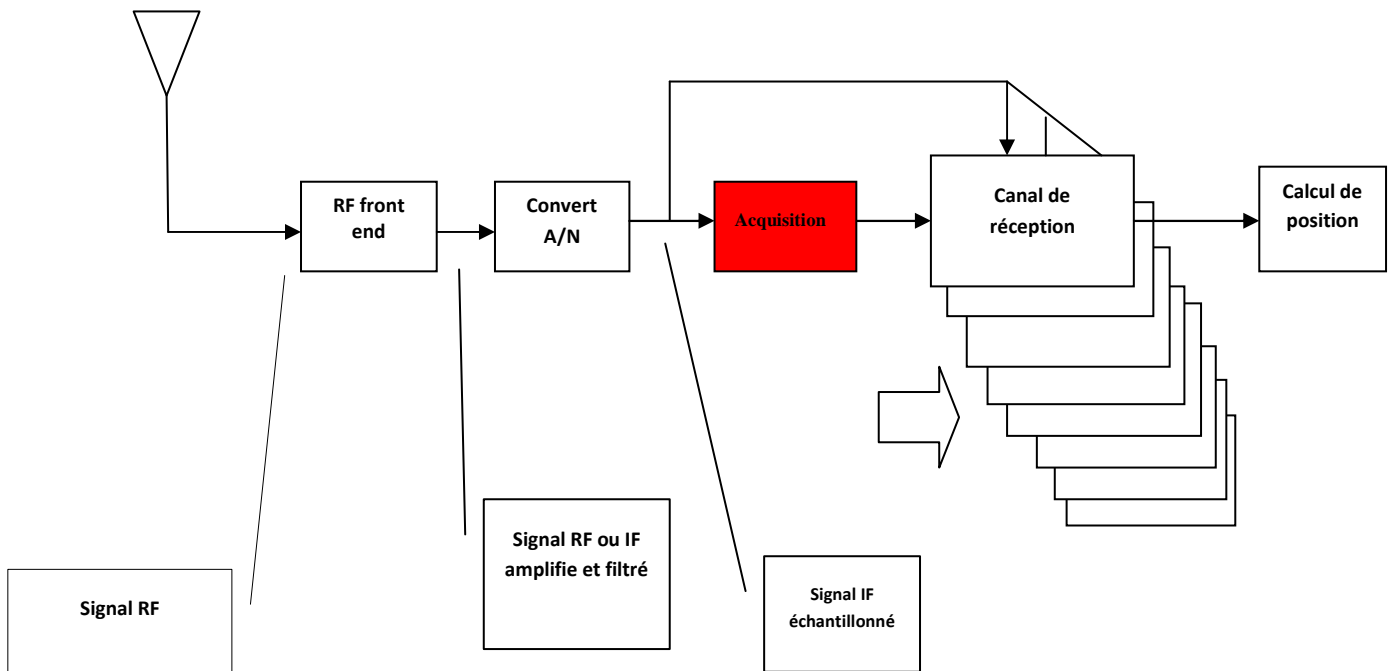 RF front
end
Convert
A/N
Acquisition
Canal de
réception
Calcul de
position
Signal RF
Signal RF ou IF
amplifie et filtré
Signal IF
échantillonné